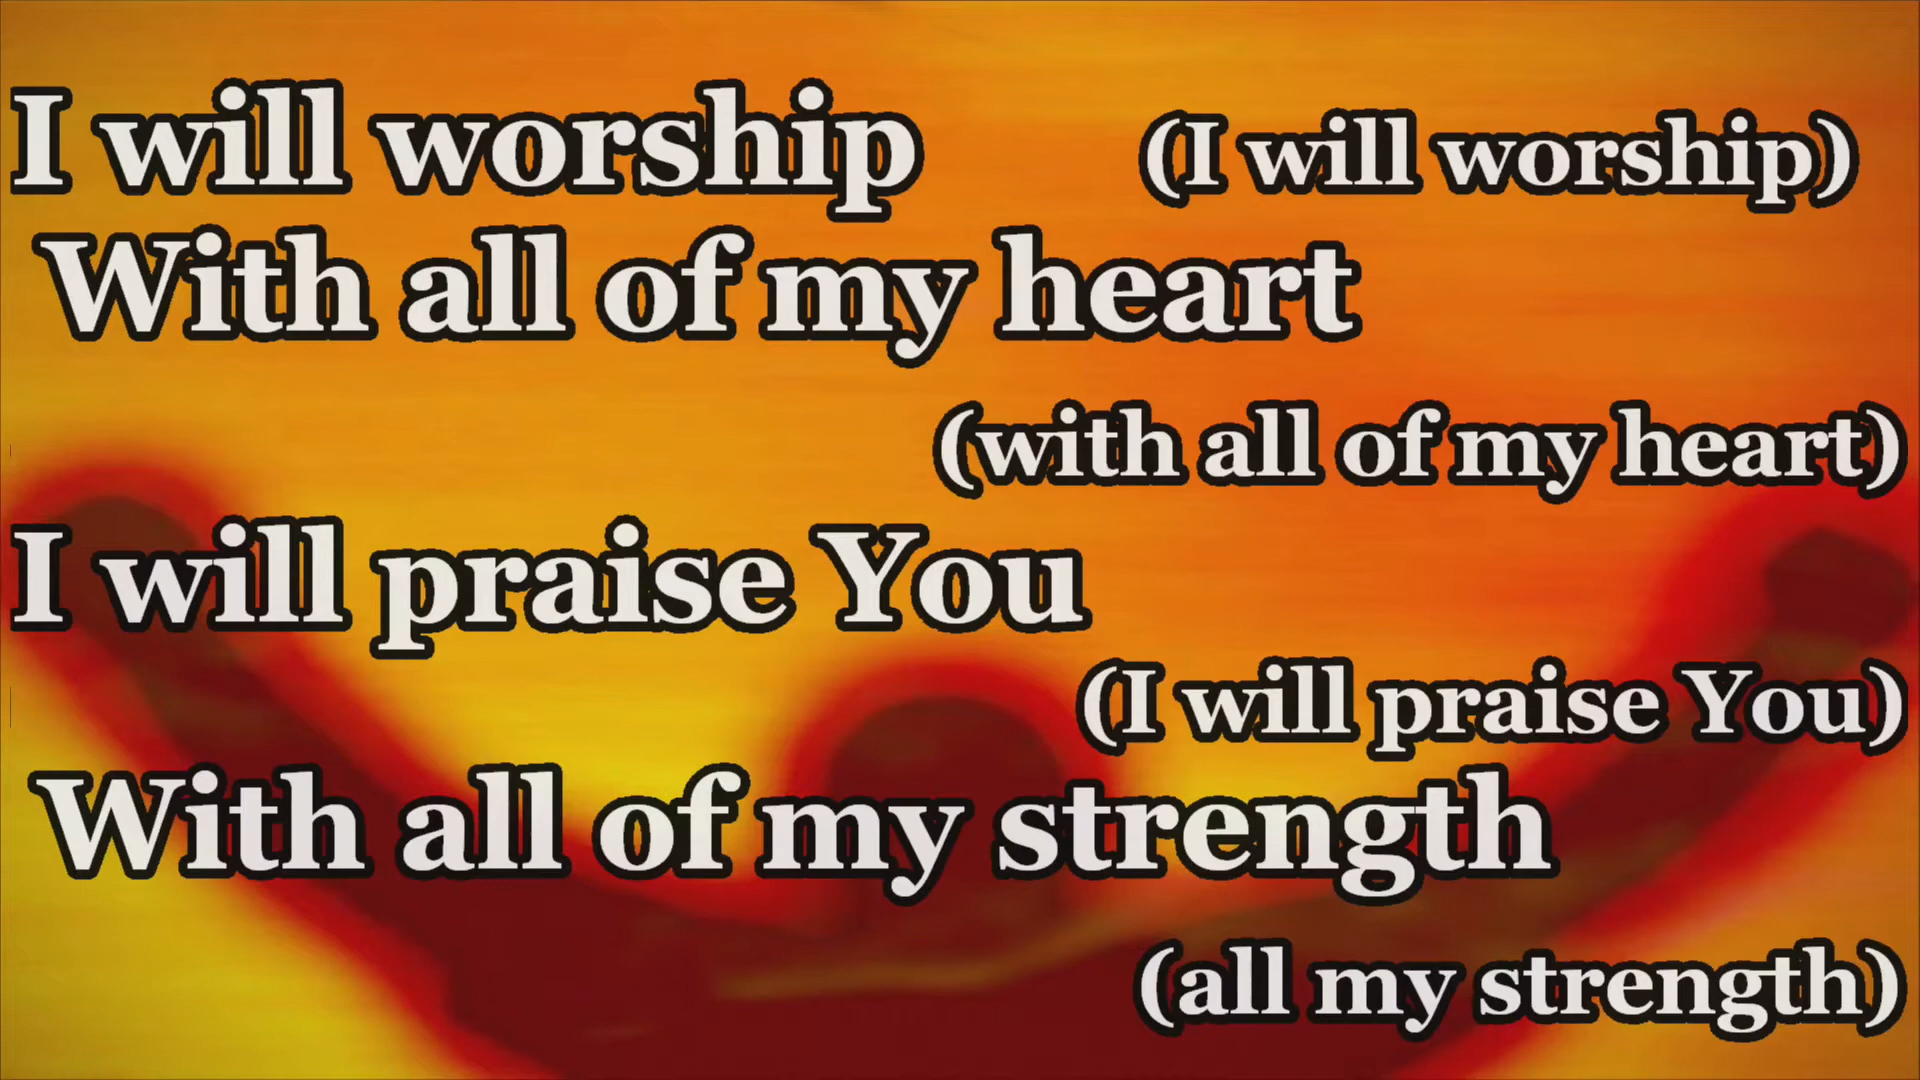 I will worship (I will worship)
With all of my heart
(with all of my heart)
I will praise You
(I will praise You)
With all of my strength
(all my strength)